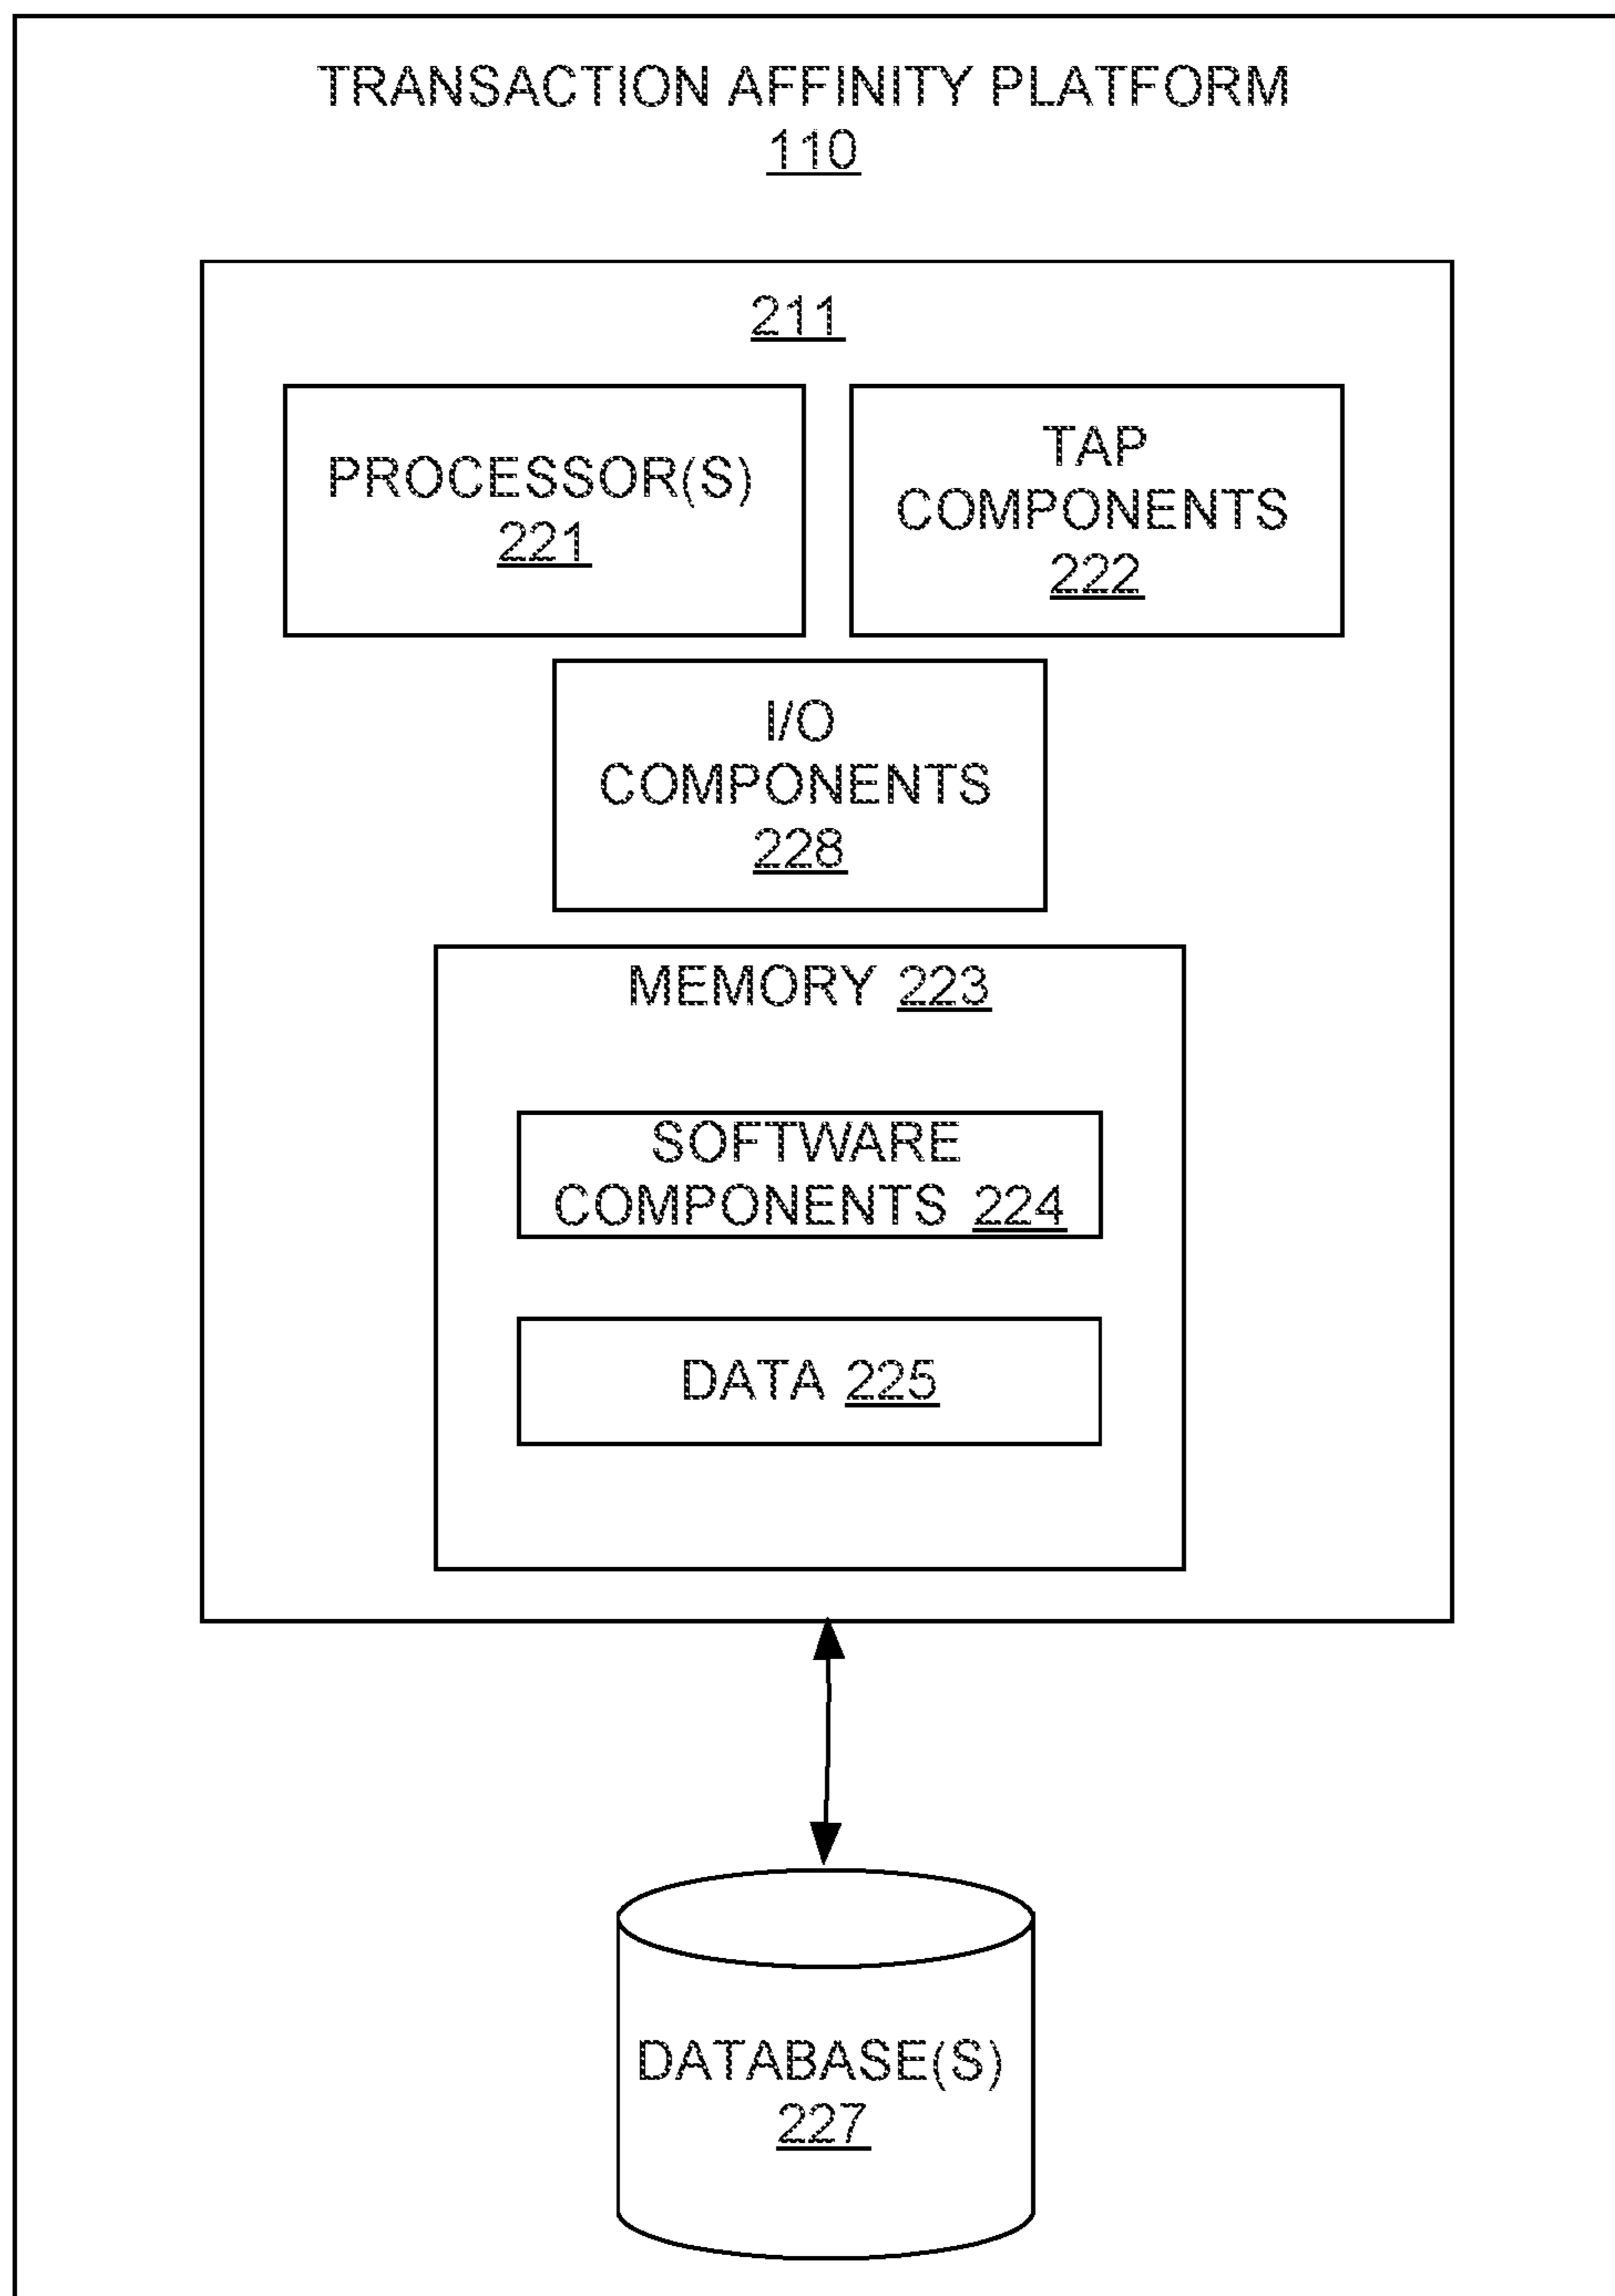 TRANSACTION AFFINITY PLATFORM
110
211
PROCESSOR(S)
221
TAP
COMPONENTS
222
I/O
COMPONENTS
228
MEMORY 223
SOFTWARE
COMPONENTS 224
DATA 225
DATABASE(S)
227